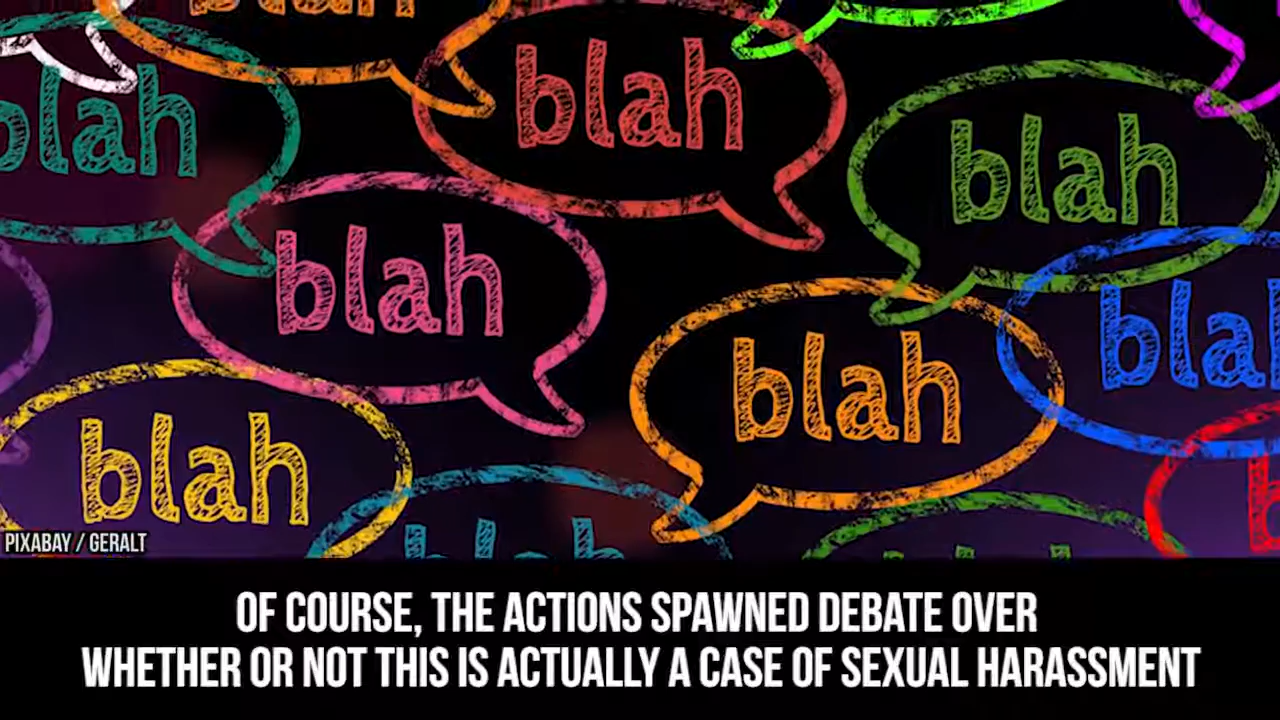 blah
blah
blah
blah
blah
blah
blah
PIXABAY / GERALT
OF COURSE, THE ACTIONS SPAWNED DEBATE OVER
WHETHER OR NOT THIS IS ACTUALLY A CASE OF SEXUAL HARASSMENT